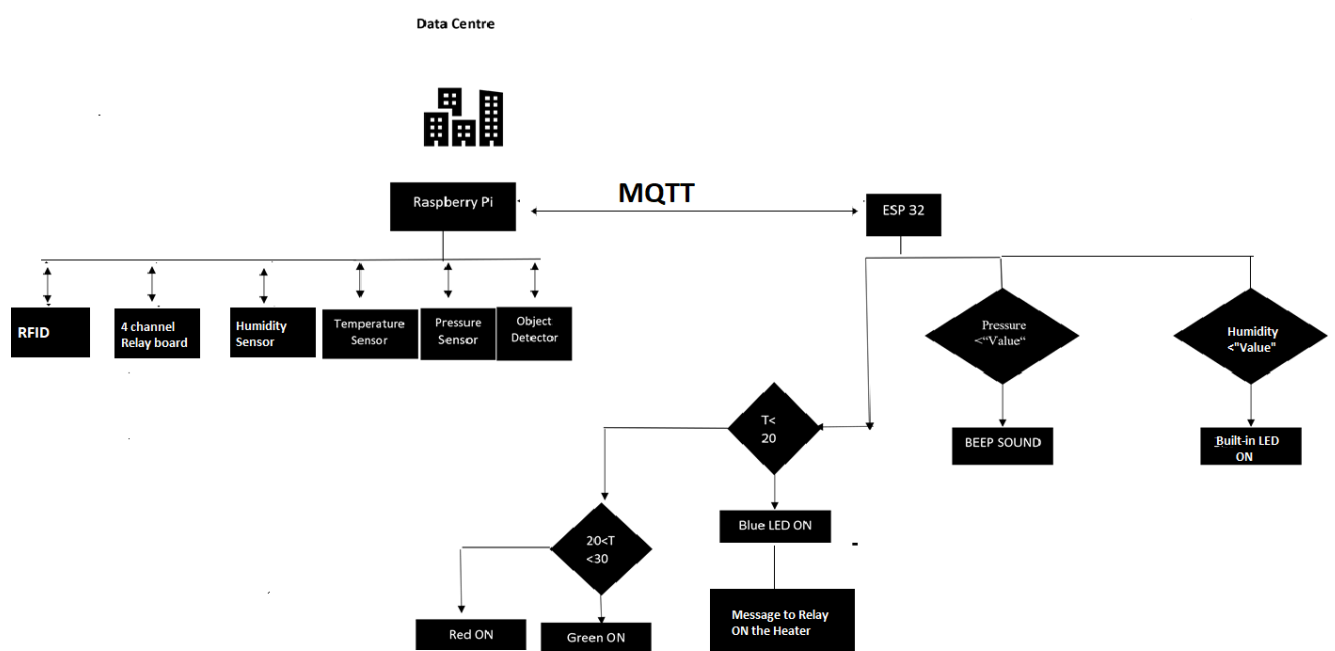 Data Centre
Raspberry Pi
MQTT
ESP 32
RFID
4 channel
Relay board
Humidity
Sensor
Temperature
Sensor
Pressure
Sensor
Object
Detector
Pressure
<"Value"
Humidity
<"Value"
T<
20
BEEP SOUND
Built-in LED
ON
Blue LED ON
20<T
<30
Message to Relay
ON the Heater
Red ON
Green ON